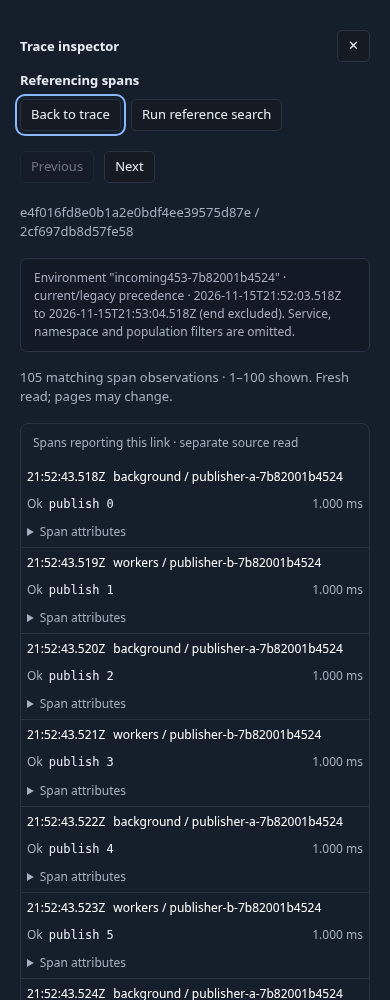 Trace inspector
×
Referencing spans
Back to trace
Run reference search
Previous
Next
e4f016fd8e0b1a2e0bdf4ee39575d87e /
2cf697db8d57fe58
Environment "incoming453-7b82001b4524" ·
current/legacy precedence · 2026-11-15T21:52:03.518Z
to 2026-11-15T21:53:04.518Z (end excluded). Service,
namespace and population filters are omitted.
105 matching span observations · 1–100 shown. Fresh
read; pages may change.
Spans reporting this link · separate source read
21:52:43.518Z background / publisher-a-7b82001b4524
Ok publish 0 1.000 ms
▶ Span attributes
21:52:43.519Z workers / publisher-b-7b82001b4524
Ok publish 1 1.000 ms
▶ Span attributes
21:52:43.520Z background / publisher-a-7b82001b4524
Ok publish 2 1.000 ms
▶ Span attributes
21:52:43.521Z workers / publisher-b-7b82001b4524
Ok publish 3 1.000 ms
▶ Span attributes
21:52:43.522Z background / publisher-a-7b82001b4524
Ok publish 4 1.000 ms
▶ Span attributes
21:52:43.523Z workers / publisher-b-7b82001b4524
Ok publish 5 1.000 ms
▶ Span attributes
21:52:43.524Z background / publisher-a-7b82001b4524